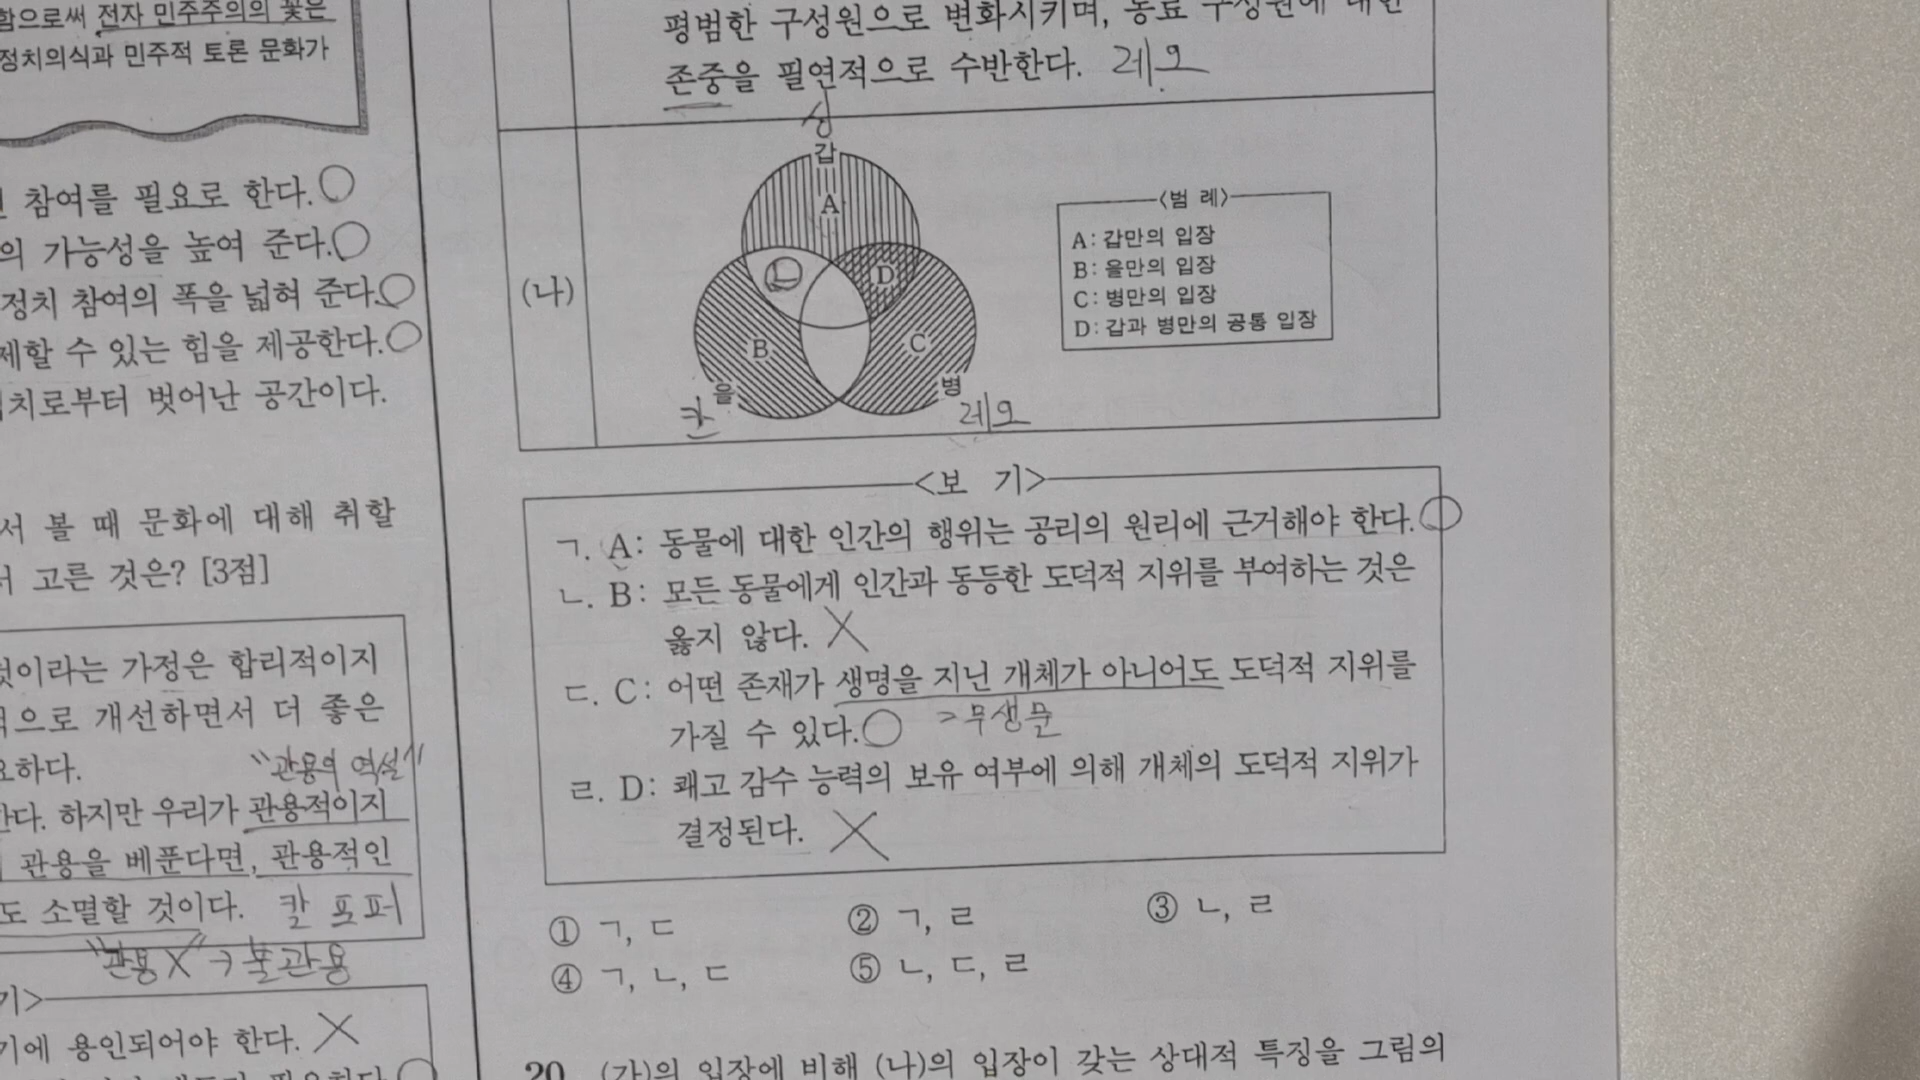 함으로써 전자 민주주의의 꽃은
정치의식과 민주적 토론 문화가
참여를 필요로 한다.
의 가능성을 높여 준다.
정치 참여의 폭을 넓혀 준다.
제할 수 있는 힘을 제공한다.
치로부터 벗어난 공간이다.
서 볼 때 문화에 대해 취할
고른 것은? [3점]
것이라는 가정은 합리적이지
으로 개선하면서 더 좋은
요하다.
"관용의 역설"
한다. 하지만 우리가 관용적이지
관용을 베푼다면, 관용적인
도 소멸할 것이다. 칼 포퍼
"관용X" → 불관용
기>
기에 용인되어야 한다.
평범한 구성원으로 변화시키며, 동료 구성원에 대한
존중을 필연적으로 수반한다. 레오
싱
갑
A
(나)
ㄴ
D
B
C
을
병
칸
레오
<범 례>
A: 갑만의 입장
B: 을만의 입장
C: 병만의 입장
D: 갑과 병만의 공통 입장
<보 기>
ㄱ. A: 동물에 대한 인간의 행위는 공리의 원리에 근거해야 한다.
ㄴ. B: 모든 동물에게 인간과 동등한 도덕적 지위를 부여하는 것은
옳지 않다.
ㄷ. C: 어떤 존재가 생명을 지닌 개체가 아니어도 도덕적 지위를
가질 수 있다. >무생물
ㄹ. D: 쾌고 감수 능력의 보유 여부에 의해 개체의 도덕적 지위가
결정된다.
① ㄱ, ㄷ ② ㄱ, ㄹ ③ ㄴ, ㄹ
④ ㄱ, ㄴ, ㄷ ⑤ ㄴ, ㄷ, ㄹ
20. (가)의 입장에 비해 (나)의 입장이 갖는 상대적 특징을 그림의